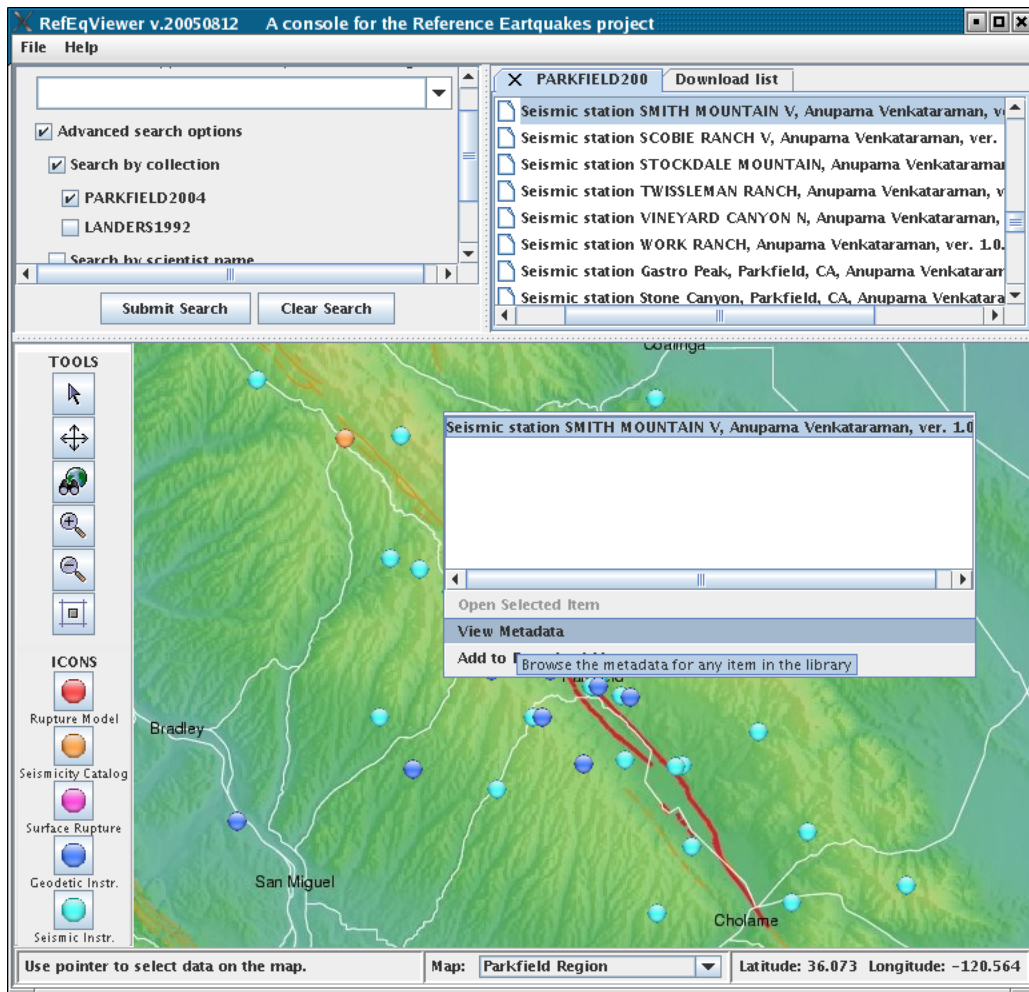 RefEqViewer v.20050812 A console for the Reference Eartquakes project
File Help
Advanced search options
Search by collection
PARKFIELD2004
LANDERS1992
Search by scientist name
Submit Search Clear Search
PARKFIELD200 Download list
Seismic station SMITH MOUNTAIN V, Anupama Venkataraman, v
Seismic station SCOBIE RANCH V, Anupama Venkataraman, ver.
Seismic station STOCKDALE MOUNTAIN, Anupama Venkatarama
Seismic station TWISSLEMAN RANCH, Anupama Venkataraman, v
Seismic station VINEYARD CANYON N, Anupama Venkataraman,
Seismic station WORK RANCH, Anupama Venkataraman, ver. 1.0.
Seismic station Gastro Peak, Parkfield, CA, Anupama Venkataram
Seismic station Stone Canyon, Parkfield, CA, Anupama Venkatara
TOOLS
ICONS
Rupture Model
Seismicity Catalog
Surface Rupture
Geodetic Instr.
Seismic Instr.
Coalinga
Seismic station SMITH MOUNTAIN V, Anupama Venkataraman, ver. 1.0
Open Selected Item
View Metadata
Add to
Browse the metadata for any item in the library
Parkfield
Bradley
San Miguel
Cholame
Use pointer to select data on the map. Map: Parkfield Region Latitude: 36.073 Longitude: -120.564